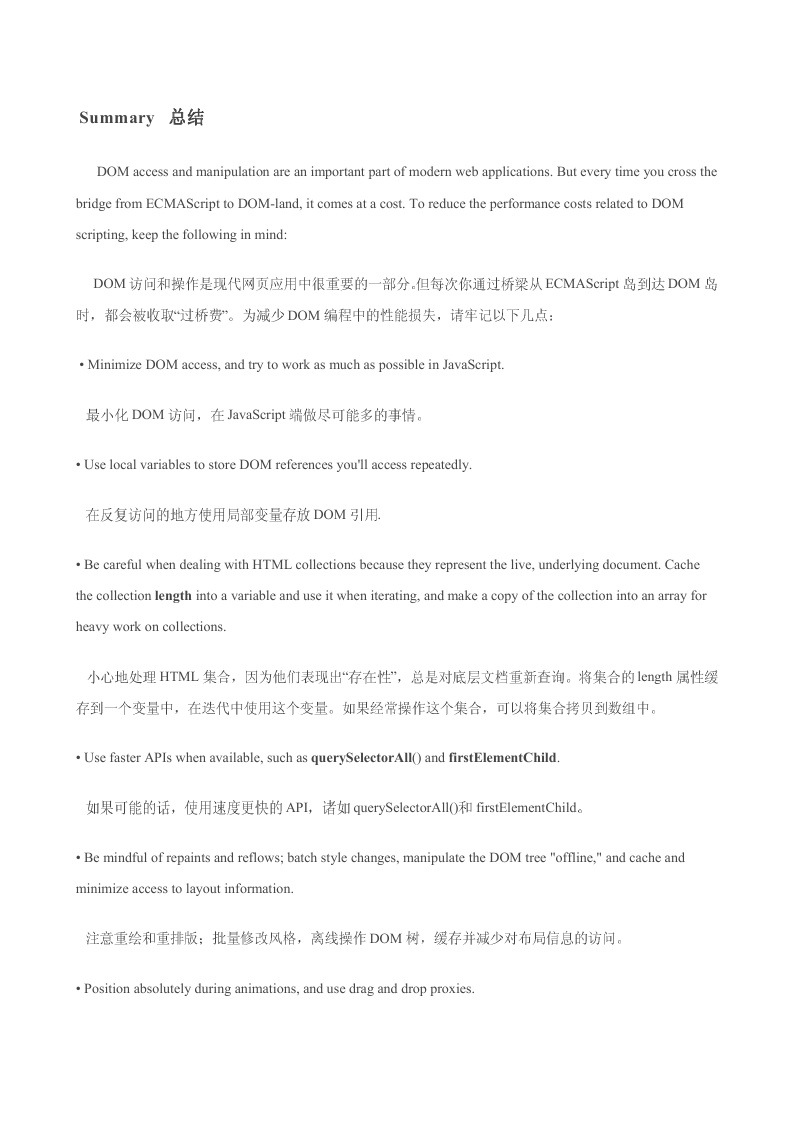 Summary 总结
DOM access and manipulation are an important part of modern web applications. But every time you cross the
bridge from ECMAScript to DOM-land, it comes at a cost. To reduce the performance costs related to DOM
scripting, keep the following in mind:
DOM 访问和操作是现代网页应用中很重要的一部分。但每次你通过桥梁从 ECMAScript 岛到达 DOM 岛
时，都会被收取“过桥费”。为减少 DOM 编程中的性能损失，请牢记以下几点：
• Minimize DOM access, and try to work as much as possible in JavaScript.
最小化 DOM 访问，在 JavaScript 端做尽可能多的事情。
• Use local variables to store DOM references you'll access repeatedly.
在反复访问的地方使用局部变量存放 DOM 引用.
• Be careful when dealing with HTML collections because they represent the live, underlying document. Cache
the collection length into a variable and use it when iterating, and make a copy of the collection into an array for
heavy work on collections.
小心地处理 HTML 集合，因为他们表现出“存在性”，总是对底层文档重新查询。将集合的 length 属性缓
存到一个变量中，在迭代中使用这个变量。如果经常操作这个集合，可以将集合拷贝到数组中。
• Use faster APIs when available, such as querySelectorAll() and firstElementChild.
如果可能的话，使用速度更快的 API，诸如 querySelectorAll()和 firstElementChild。
• Be mindful of repaints and reflows; batch style changes, manipulate the DOM tree "offline," and cache and
minimize access to layout information.
注意重绘和重排版；批量修改风格，离线操作 DOM 树，缓存并减少对布局信息的访问。
• Position absolutely during animations, and use drag and drop proxies.